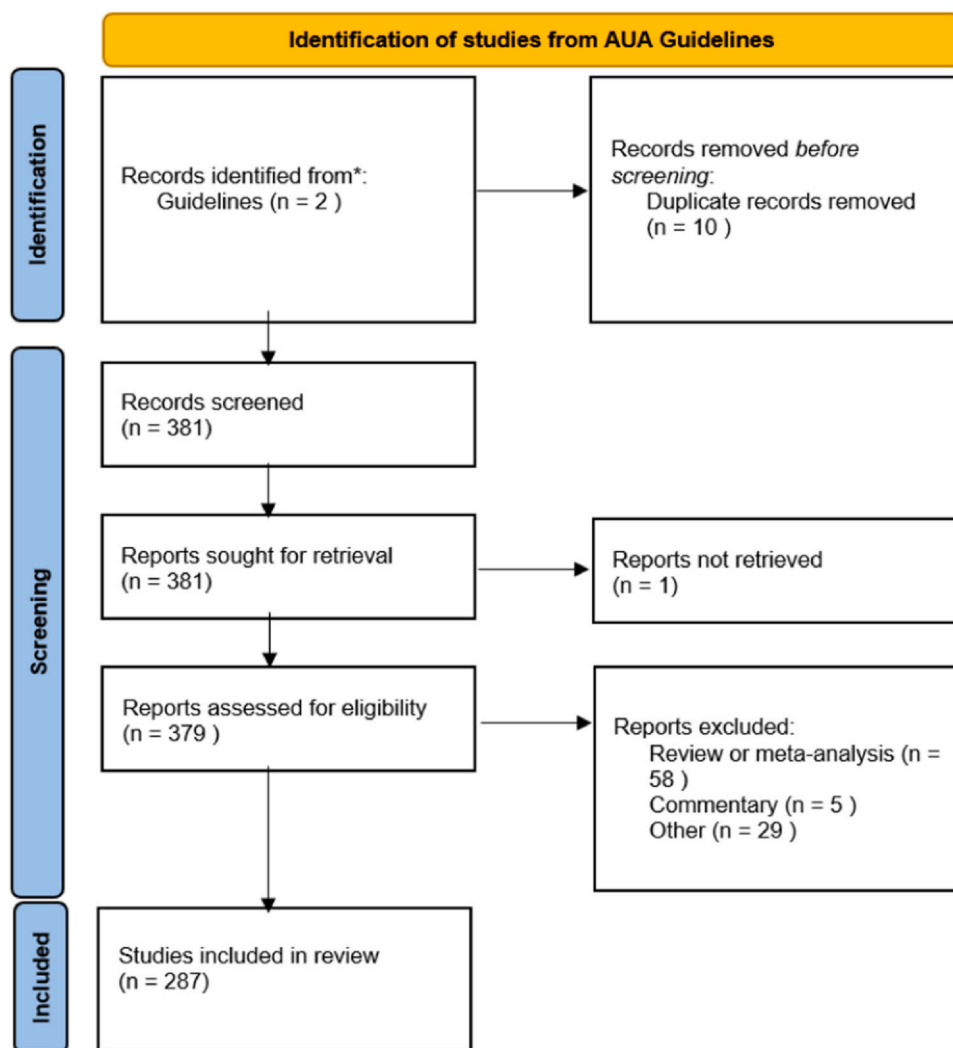 Identification of studies from AUA Guidelines
Identification
Records identified from*:
Guidelines (n = 2 )
Records removed before
screening:
Duplicate records removed
(n = 10 )
Screening
Records screened
(n = 381)
Reports sought for retrieval
(n = 381)
Reports not retrieved
(n = 1)
Reports assessed for eligibility
(n = 379 )
Reports excluded:
Review or meta-analysis (n =
58 )
Commentary (n = 5 )
Other (n = 29 )
Included
Studies included in review
(n = 287)